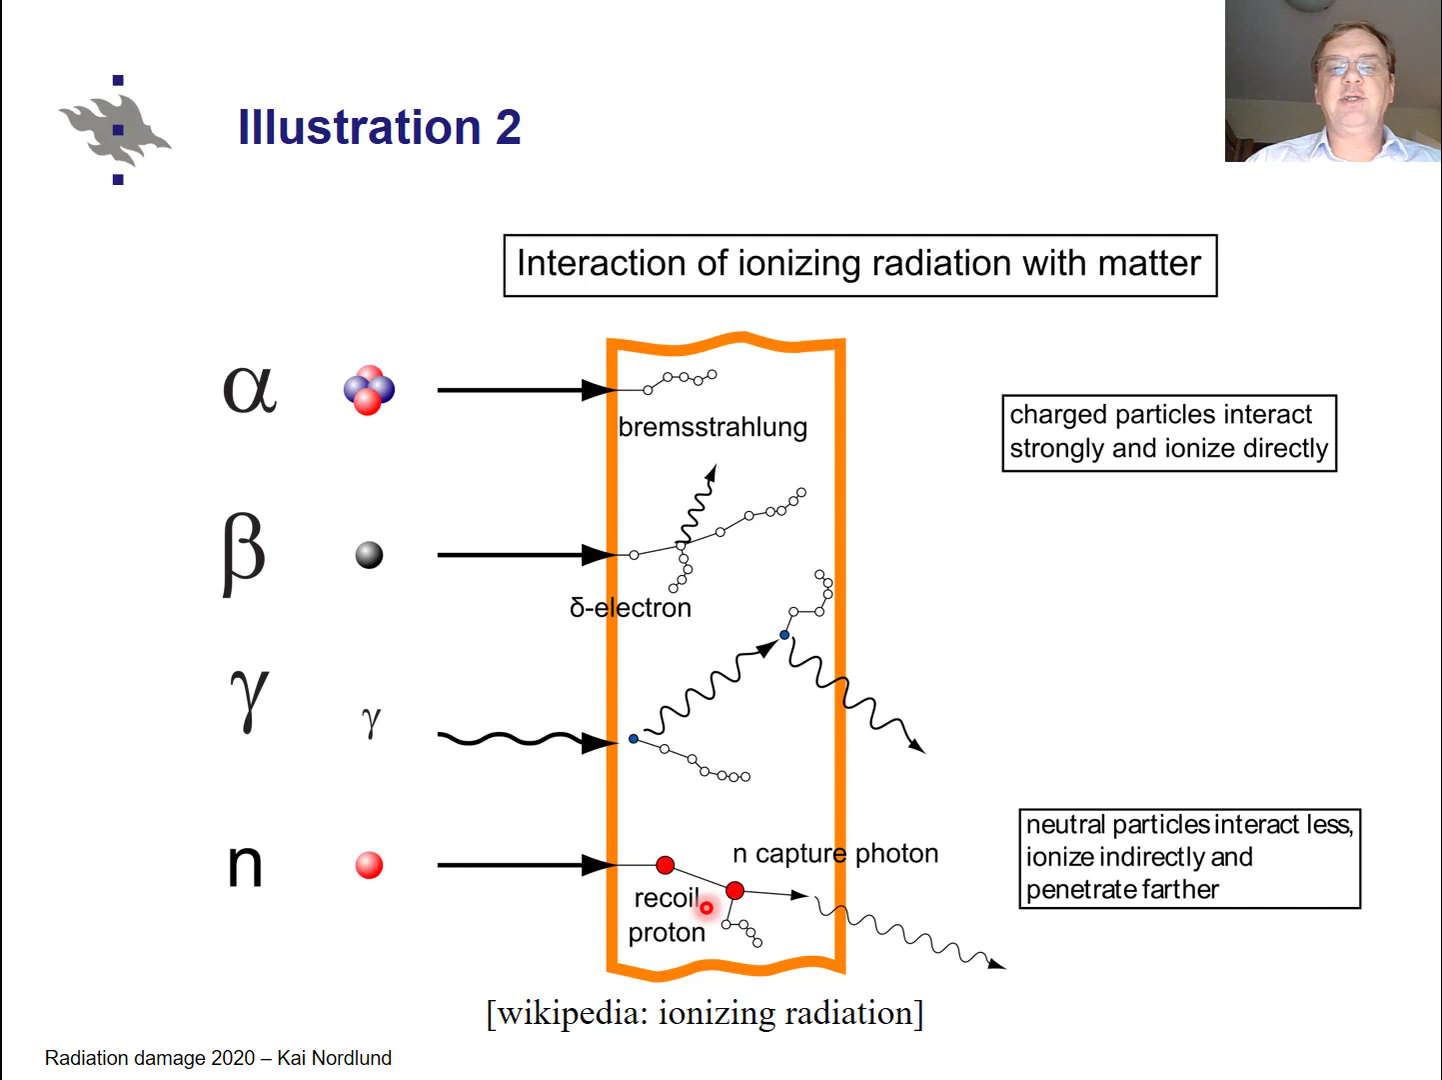 Illustration 2
Interaction of ionizing radiation with matter
α
bremsstrahlung
charged particles interact
strongly and ionize directly
β
δ-electron
γ
γ
n
n capture photon
recoil
proton
neutral particles interact less,
ionize indirectly and
penetrate farther
[wikipedia: ionizing radiation]
Radiation damage 2020 – Kai Nordlund